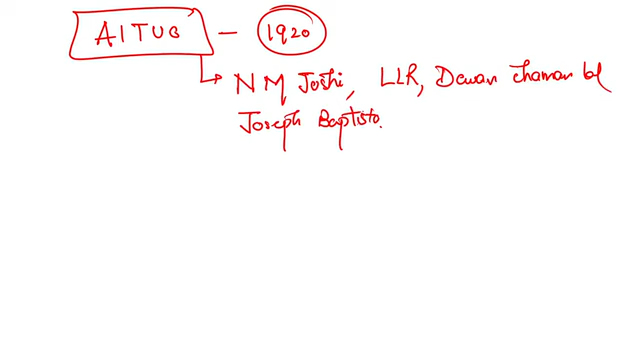 AITUC – 1920
N M Joshi, LLR, Dewan Chaman lal
Joseph Baptista.